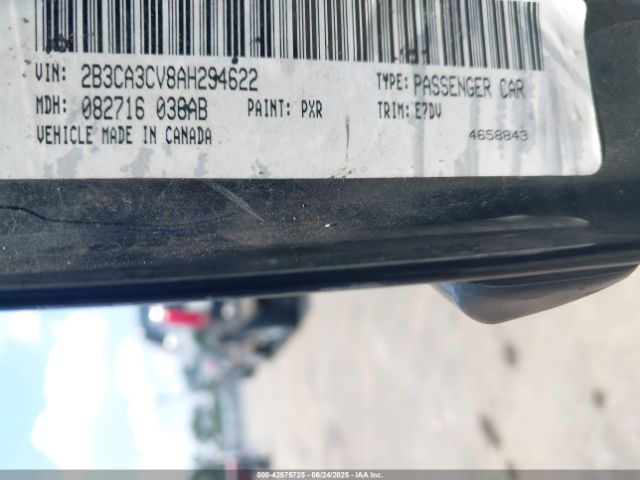 VIN: 2B3CA3CV8AH294622 TYPE: PASSENGER CAR
MDH: 082716 038AB PAINT: PXR TRIM: E7DV
VEHICLE MADE IN CANADA 4658843
000-42575725 - 06/24/2025 - IAA Inc.